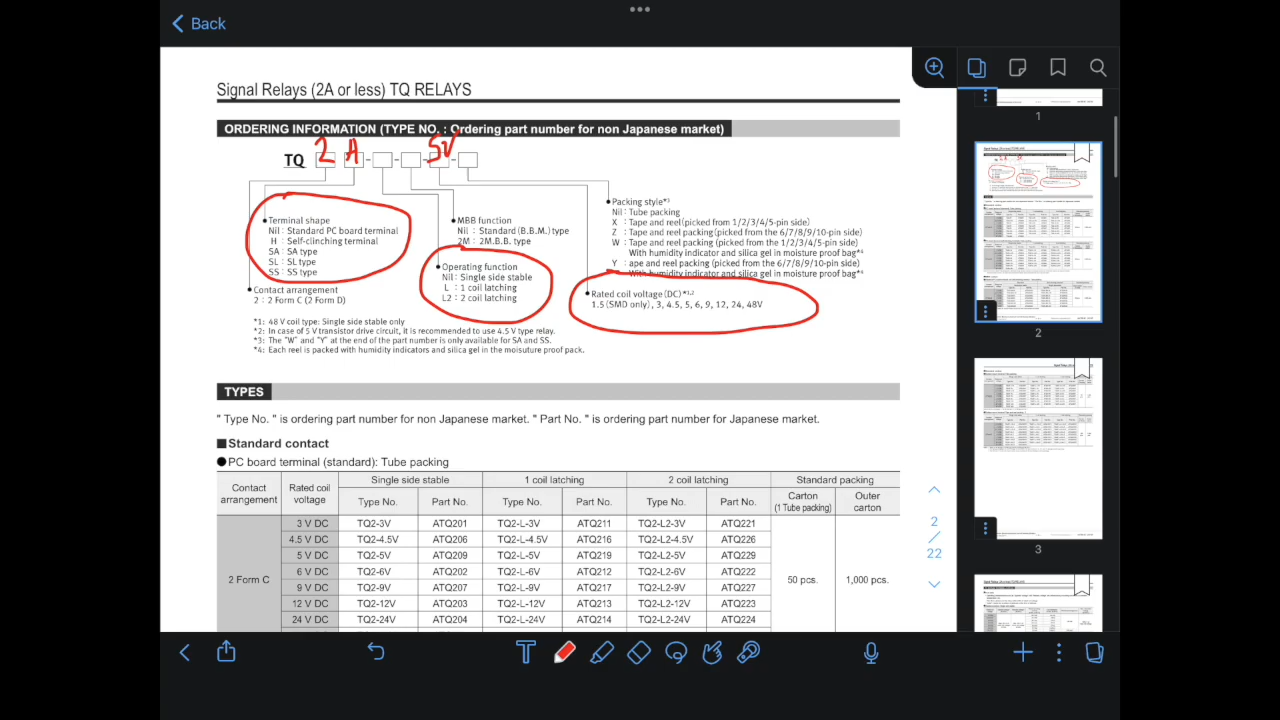 Back
Signal Relays (2A or less) TQ RELAYS
ORDERING INFORMATION (TYPE NO. : Ordering part number for non Japanese market)
TQ 2 A - - - 5V -
Terminal shape
Nil : Standard PC board terminal
H : Self-clinching terminal
SA : SA type
SL : SL type
SS : SS type
Contact arrangement
2 : 2 Form C (2 Form D)
MBB function
Nil : Standard (B.B.M.) type
2M : 2M.B.B. type
Operating function
Nil : Single side stable
L : 1 coil latching
L2 : 2 coil latching
Packing style*³
Nil : Tube packing
X : Tape and reel(picked from 1/2/3/4/5-pin side)
Z : Tape and reel packing (picked from 6/7/8/9/10-pin side)
W : Tape and reel packing (picked from the 1/2/3/4/5-pin side)
With humidity indicator and silica gel in moisture proof bag*⁴
ape and reel packing (picked from the 6/7/8/9/10-pin side)
With humidity indicator and silica gel in moisture proof bag*⁴
Rated coil voltage (DC)*¹,²
1.5 (SMD only), 3, 4.5, 5, 6, 9, 12, 24, 48V
*1: 48 V coil type: Single side stable only
*2: In case of 5 V transistor drive circuit, it is recommended to use 4.5 V type relay.
*3: The "W" and "Y" at the end of the part number is only available for SA and SS.
*4: Each reel is packed with humidity indicators and silica gel in the moisuture proof pack.
TYPES
" Type No. " is ordering part number for non Japanese market. " Part No. " is ordering part number for Japanese market.
Standard contact
PC board terminal (standard): Tube packing
Contact arrangement Rated coil voltage Single side stable 1 coil latching 2 coil latching Standard packing
Type No. Part No. Type No. Part No. Type No. Part No. Carton (1 Tube packing) Outer carton
2 Form C 50 pcs. 1,000 pcs.
3 V DC TQ2-3V ATQ201 TQ2-L-3V ATQ211 TQ2-L2-3V ATQ221
4.5 V DC TQ2-4.5V ATQ206 TQ2-L-4.5V ATQ216 TQ2-L2-4.5V ATQ226
5 V DC TQ2-5V ATQ209 TQ2-L-5V ATQ219 TQ2-L2-5V ATQ229
6 V DC TQ2-6V ATQ202 TQ2-L-6V ATQ212 TQ2-L2-6V ATQ222
9 V DC TQ2-9V ATQ207 TQ2-L-9V ATQ217 TQ2-L2-9V ATQ227
12 V DC TQ2-12V ATQ203 TQ2-L-12V ATQ213 TQ2-L2-12V ATQ223
24 V DC TQ2-24V ATQ204 TQ2-L-24V ATQ214 TQ2-L2-24V ATQ224
1
2
3
2
/
22
T